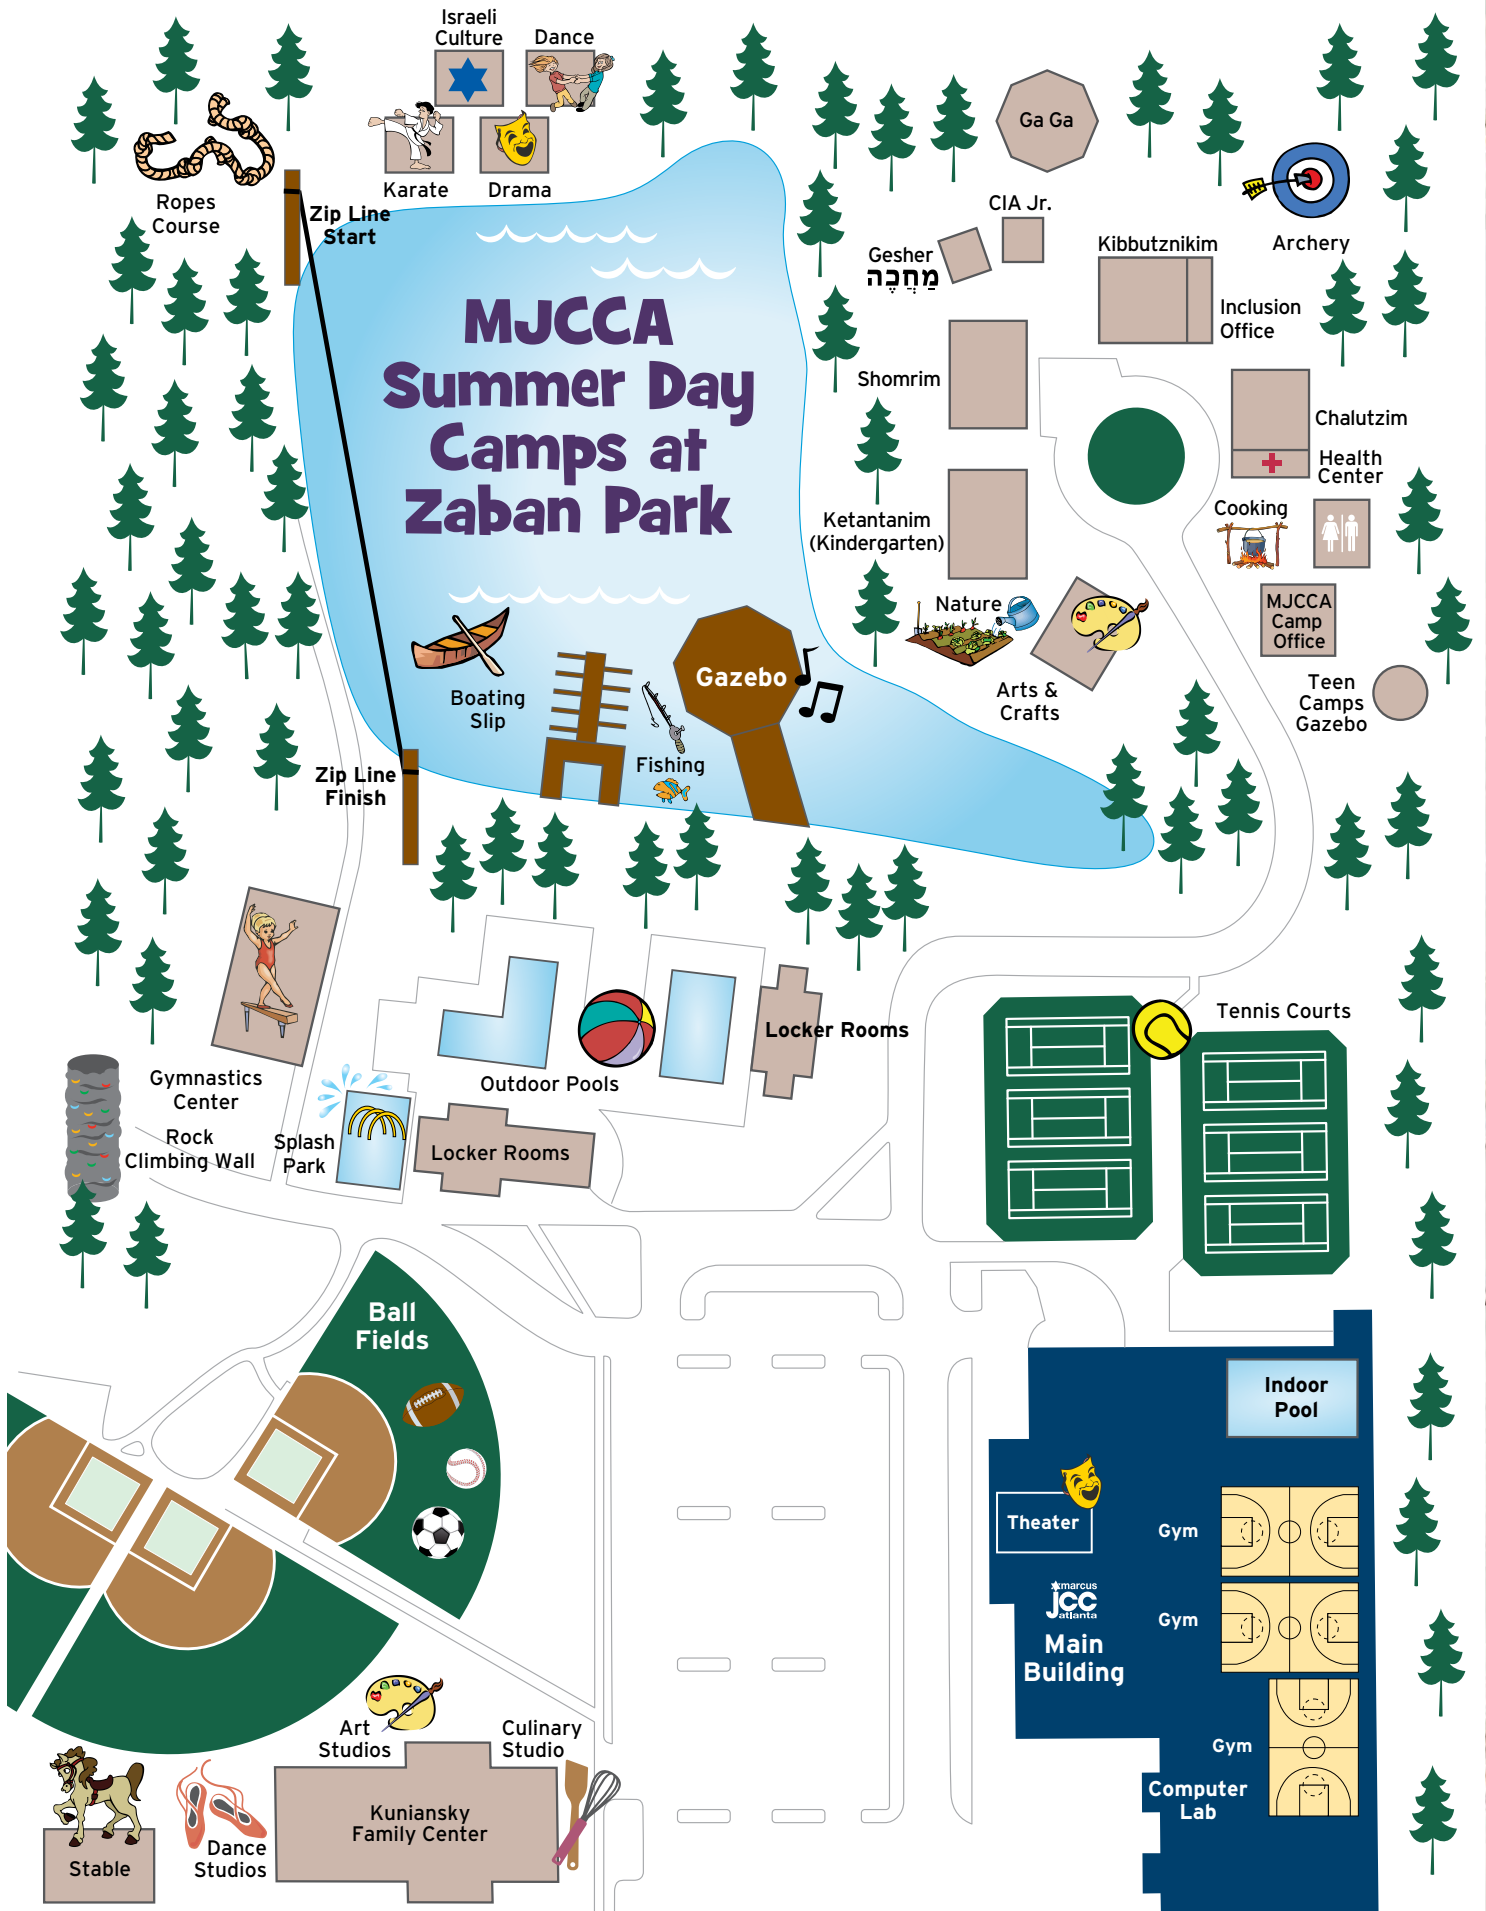 Israeli
Culture
Dance
Karate
Drama
Ga Ga
Ropes
Course
Zip Line
Start
CIA Jr.
Gesher
מַחֲכֶה
Kibbutznikim
Archery
Inclusion
Office
MJCCA
Summer Day
Camps at
Zaban Park
Shomrim
Chalutzim
Health
Center
Cooking
Ketantanim
(Kindergarten)
Nature
MJCCA
Camp
Office
Arts &
Crafts
Teen
Camps
Gazebo
Boating
Slip
Gazebo
Fishing
Zip Line
Finish
Locker Rooms
Tennis Courts
Outdoor Pools
Gymnastics
Center
Rock
Climbing Wall
Splash
Park
Locker Rooms
Ball
Fields
Indoor
Pool
Theater
Gym
marcus
jcc
atlanta
Gym
Main
Building
Gym
Computer
Lab
Art
Studios
Culinary
Studio
Kuniansky
Family Center
Dance
Studios
Stable